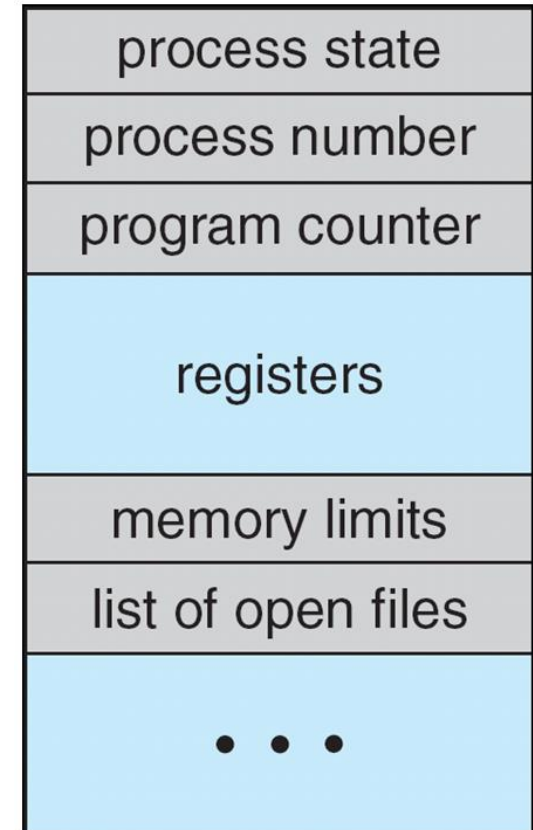 process state
process number
program counter
registers
memory limits
list of open files
• • •